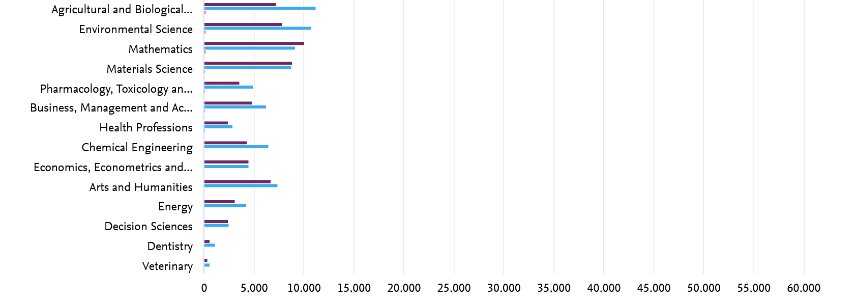 Agricultural and Biological...
Environmental Science
Mathematics
Materials Science
Pharmacology, Toxicology an...
Business, Management and Ac...
Health Professions
Chemical Engineering
Economics, Econometrics and...
Arts and Humanities
Energy
Decision Sciences
Dentistry
Veterinary
0 5,000 10,000 15,000 20,000 25,000 30,000 35,000 40,000 45,000 50,000 55,000 60,000